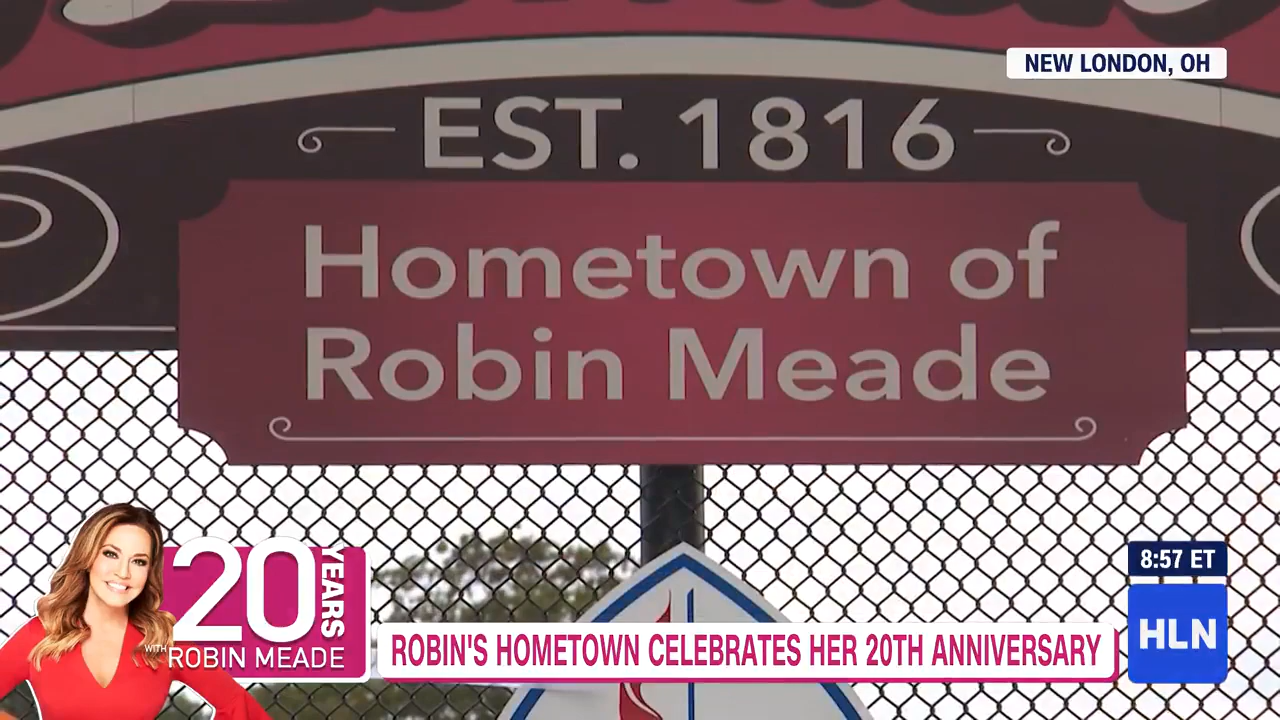 NEW LONDON, OH
EST. 1816
Hometown of
Robin Meade
20 YEARS
WITH ROBIN MEADE
ROBIN'S HOMETOWN CELEBRATES HER 20TH ANNIVERSARY
8:57 ET
HLN